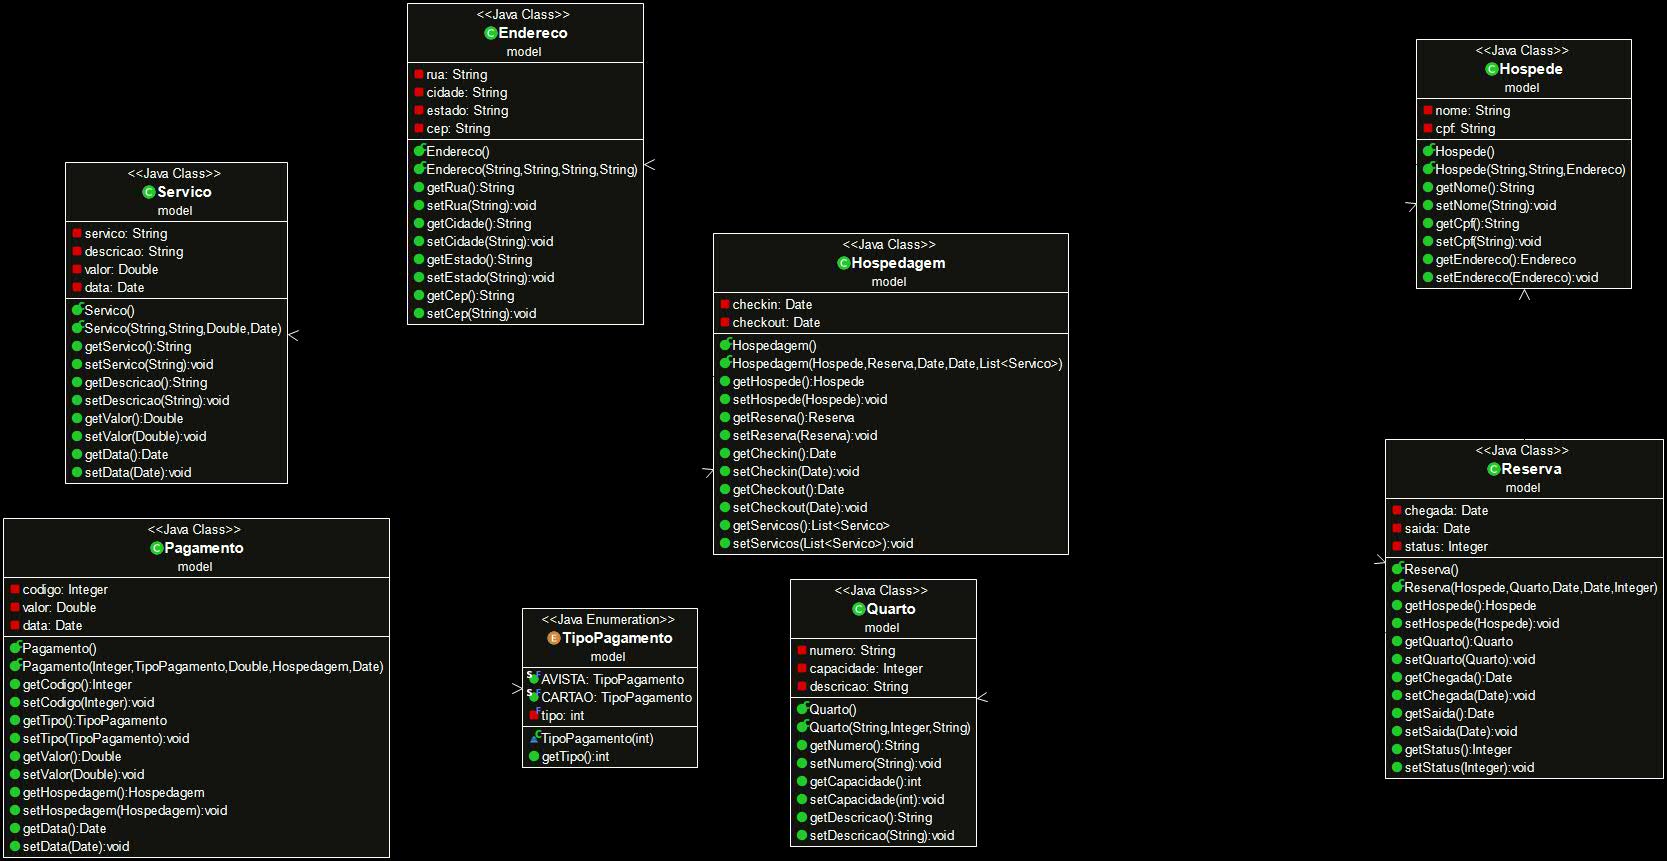 <<Java Class>>
Endereco
model
rua: String
cidade: String
estado: String
cep: String
Endereco()
Endereco(String,String,String,String)
getRua():String
setRua(String):void
getCidade():String
setCidade(String):void
getEstado():String
setEstado(String):void
getCep():String
setCep(String):void
<<Java Class>>
Hospede
model
nome: String
cpf: String
Hospede()
Hospede(String,String,Endereco)
getNome():String
setNome(String):void
getCpf():String
setCpf(String):void
getEndereco():Endereco
setEndereco(Endereco):void
<<Java Class>>
Servico
model
servico: String
descricao: String
valor: Double
data: Date
Servico()
Servico(String,String,Double,Date)
getServico():String
setServico(String):void
getDescricao():String
setDescricao(String):void
getValor():Double
setValor(Double):void
getData():Date
setData(Date):void
<<Java Class>>
Hospedagem
model
checkin: Date
checkout: Date
Hospedagem()
Hospedagem(Hospede,Reserva,Date,Date,List<Servico>)
getHospede():Hospede
setHospede(Hospede):void
getReserva():Reserva
setReserva(Reserva):void
getCheckin():Date
setCheckin(Date):void
getCheckout():Date
setCheckout(Date):void
getServicos():List<Servico>
setServicos(List<Servico>):void
<<Java Class>>
Reserva
model
chegada: Date
saida: Date
status: Integer
Reserva()
Reserva(Hospede,Quarto,Date,Date,Integer)
getHospede():Hospede
setHospede(Hospede):void
getQuarto():Quarto
setQuarto(Quarto):void
getChegada():Date
setChegada(Date):void
getSaida():Date
setSaida(Date):void
getStatus():Integer
setStatus(Integer):void
<<Java Class>>
Pagamento
model
codigo: Integer
valor: Double
data: Date
Pagamento()
Pagamento(Integer,TipoPagamento,Double,Hospedagem,Date)
getCodigo():Integer
setCodigo(Integer):void
getTipo():TipoPagamento
setTipo(TipoPagamento):void
getValor():Double
setValor(Double):void
getHospedagem():Hospedagem
setHospedagem(Hospedagem):void
getData():Date
setData(Date):void
<<Java Enumeration>>
TipoPagamento
model
AVISTA: TipoPagamento
CARTAO: TipoPagamento
tipo: int
TipoPagamento(int)
getTipo():int
<<Java Class>>
Quarto
model
numero: String
capacidade: Integer
descricao: String
Quarto()
Quarto(String,Integer,String)
getNumero():String
setNumero(String):void
getCapacidade():int
setCapacidade(int):void
getDescricao():String
setDescricao(String):void